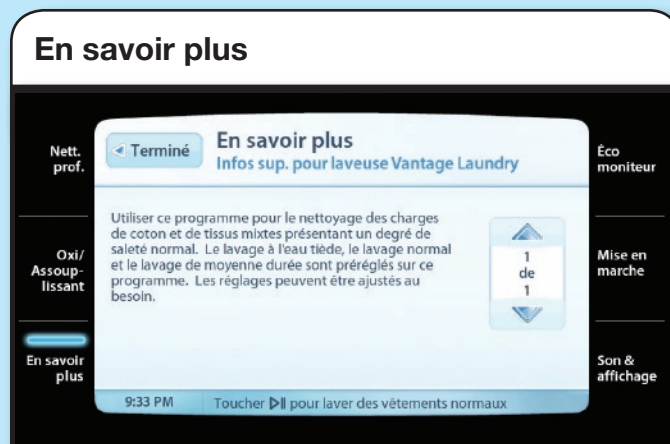 En savoir plus
Nett.
prof.
Oxi/
Assoup-
lissant
En savoir
plus
Terminé
En savoir plus
Infos sup. pour laveuse Vantage Laundry
Utiliser ce programme pour le nettoyage des charges
de coton et de tissus mixtes présentant un degré de
saleté normal. Le lavage à l'eau tiède, le lavage normal
et le lavage de moyenne durée sont préréglés sur ce
programme. Les réglages peuvent être ajustés au
besoin.
1
de
1
9:33 PM
Toucher pour laver des vêtements normaux
Éco
moniteur
Mise en
marche
Son &
affichage